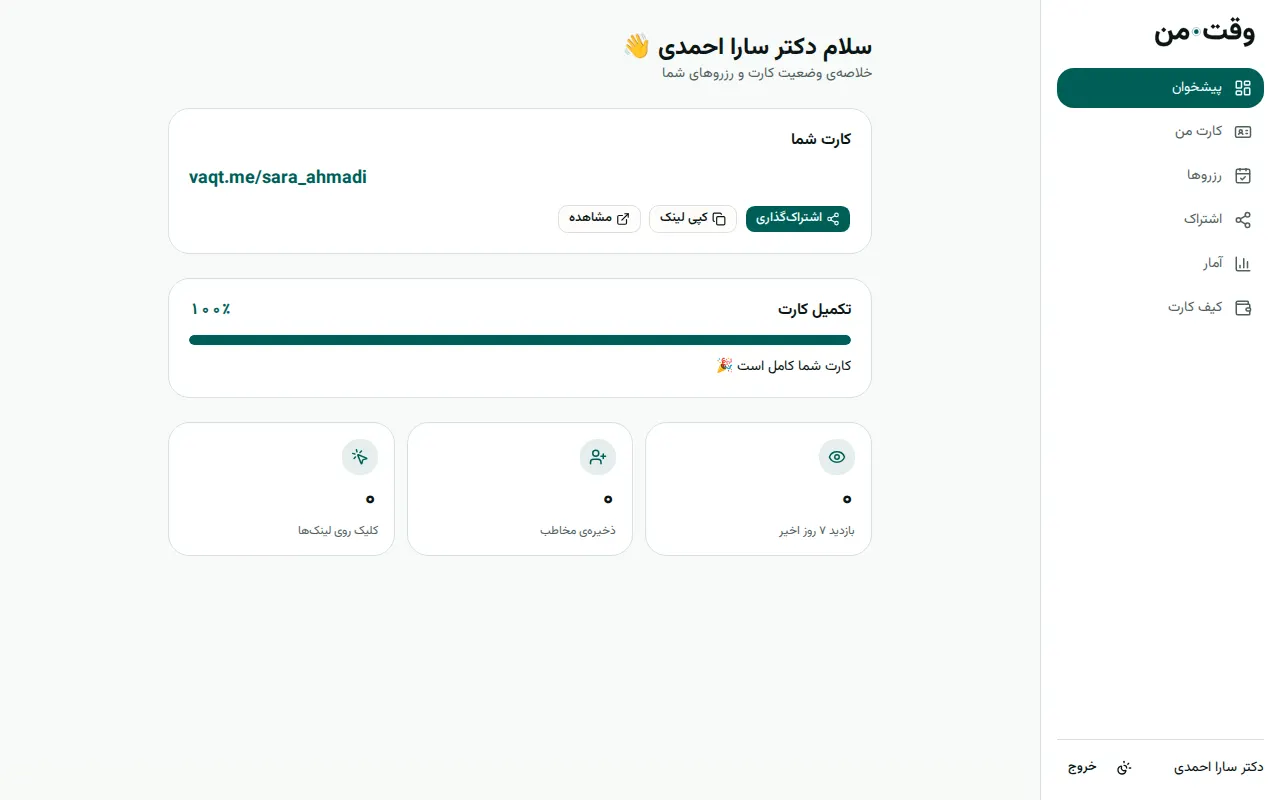 وقت من
پیشخوان
کارت من
رزروها
اشتراک
آمار
کیف کارت
دکتر سارا احمدی
خروج
سلام دکتر سارا احمدی 👋
خلاصه‌ی وضعیت کارت و رزروهای شما
کارت شما
vaqt.me/sara_ahmadi
اشتراک‌گذاری
کپی لینک
مشاهده
تکمیل کارت
۱۰۰٪
کارت شما کامل است 🎉
۰
بازدید ۷ روز اخیر
۰
ذخیره‌ی مخاطب
۰
کلیک روی لینک‌ها